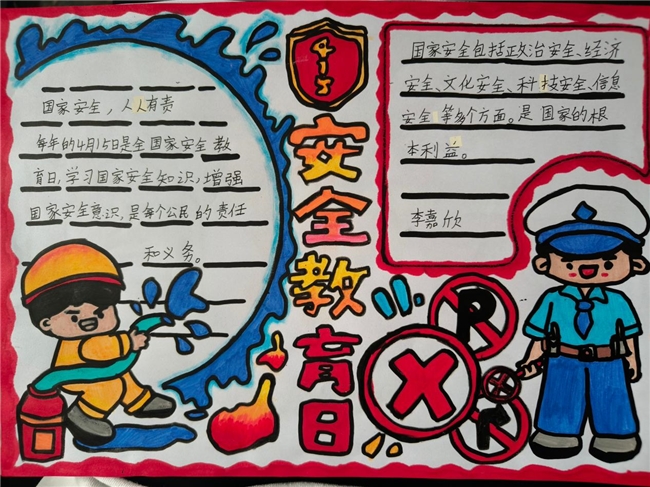 415
安全教育日
国家安全，人人有责
每年的4月15日是全国家安全教
育日,学习国家安全知识,增强
国家安全意识,是每个公民的责任
和义务。
国家安全包括政治安全、经济
安全、文化安全、科技安全、信息
安全等多个方面。是国家的根
本利益。
李嘉欣
P